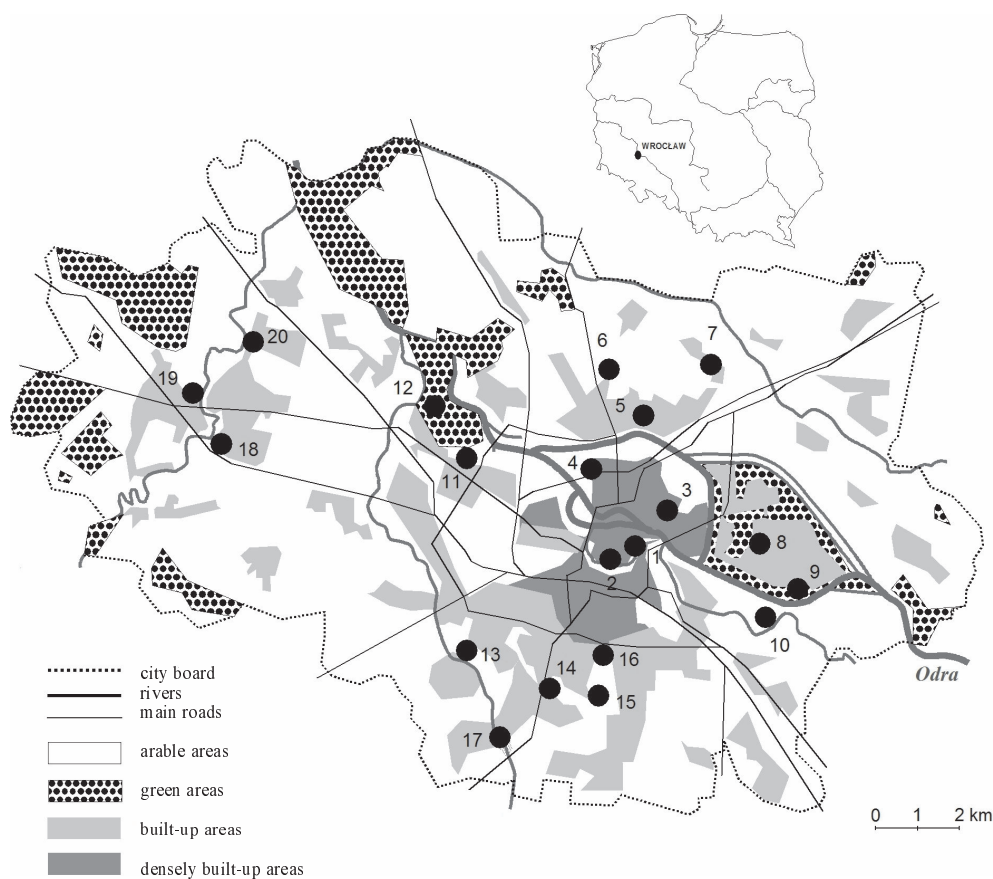 WROCŁAW
20
6
7
19
12
5
18
4
11
3
8
1
2
9
10
13
16
14
15
17
Odra
city board
rivers
main roads
arable areas
green areas
built-up areas
densely built-up areas
0 1 2 km